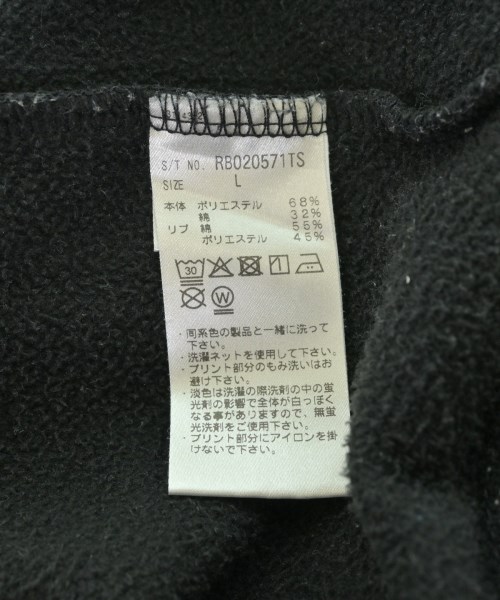 S/T NO. RB020571TS
SIZE L
本体 ポリエステル 68%
綿 32%
リブ 綿 55%
ポリエステル 45%
30
W
・同系色の製品と一緒に洗って
下さい。
・洗濯ネットを使用して下さい。
・プリント部分のもみ洗いはお
避け下さい。
・淡色は洗濯の際洗剤の中の蛍
光剤の影響で全体が白っぽく
なる事がありますので、無蛍
光洗剤をご使用下さい。
・プリント部分にアイロンを掛
けないで下さい。